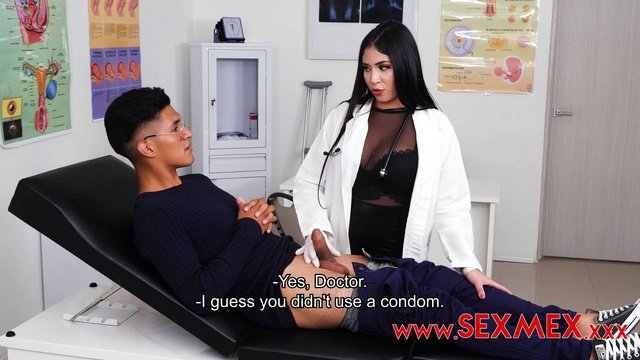 -Yes, Doctor.
-I guess you didn't use a condom.
www.SEXMEX.xxx